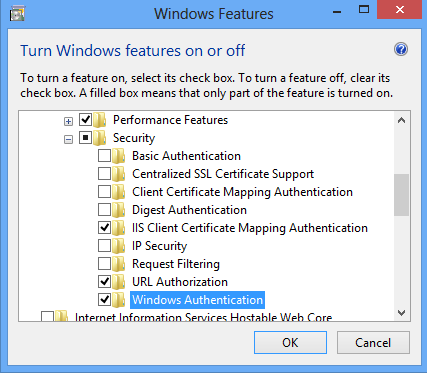 Windows Features
Turn Windows features on or off
To turn a feature on, select its check box. To turn a feature off, clear its
check box. A filled box means that only part of the feature is turned on.
Performance Features
Security
Basic Authentication
Centralized SSL Certificate Support
Client Certificate Mapping Authentication
Digest Authentication
IIS Client Certificate Mapping Authentication
IP Security
Request Filtering
URL Authorization
Windows Authentication
Internet Information Services Hostable Web Core
OK
Cancel